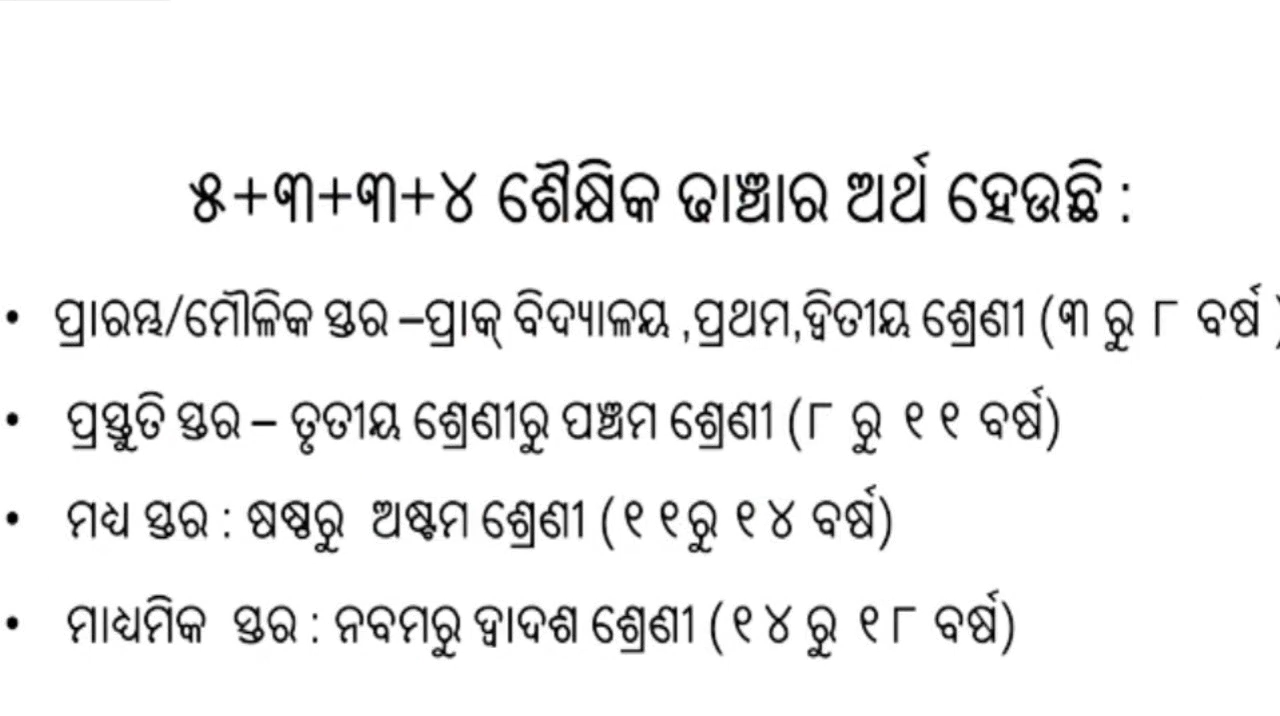 ୫+୩+୩+୪ ଶୈକ୍ଷିକ ଢାଞ୍ଚାର ଅର୍ଥ ହେଉଛି :
• ପ୍ରାରମ୍ଭ/ମୌଳିକ ସ୍ତର –ପ୍ରାକ୍ ବିଦ୍ୟାଳୟ ,ପ୍ରଥମ,ଦ୍ୱିତୀୟ ଶ୍ରେଣୀ (୩ ରୁ ୮ ବର୍ଷ )
• ପ୍ରସ୍ତୁତି ସ୍ତର – ତୃତୀୟ ଶ୍ରେଣୀରୁ ପଞ୍ଚମ ଶ୍ରେଣୀ (୮ ରୁ ୧୧ ବର୍ଷ)
• ମଧ୍ୟ ସ୍ତର : ଷଷ୍ଠରୁ ଅଷ୍ଟମ ଶ୍ରେଣୀ (୧୧ରୁ ୧୪ ବର୍ଷ)
• ମାଧ୍ୟମିକ ସ୍ତର : ନବମରୁ ଦ୍ୱାଦଶ ଶ୍ରେଣୀ (୧୪ ରୁ ୧୮ ବର୍ଷ)